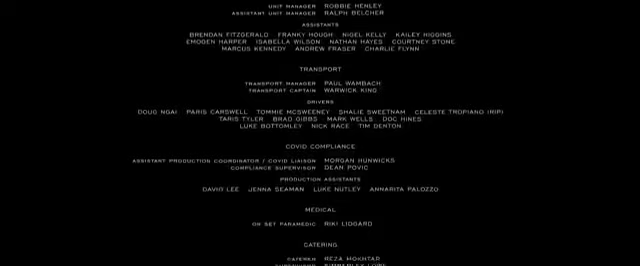 UNIT MANAGER ROBBIE HENLEY
ASSISTANT UNIT MANAGER RALPH BELCHER
ASSISTANTS
BRENDAN FITZGERALD FRANKY HOUGH NIGEL KELLY KAILEY HIGGINS
EMOGEN HARPER ISABELLA WILSON NATHAN HAYES COURTNEY STONE
MARCUS KENNEDY ANDREW FRASER CHARLIE FLYNN
TRANSPORT
TRANSPORT MANAGER PAUL WAMBACH
TRANSPORT CAPTAIN WARWICK KING
DRIVERS
DOUG NGAI PARIS CARSWELL TOMMIE MCSWEENEY SHALIE SWEETNAM CELESTE TROPIANO (RIP)
TARIS TYLER BRAD GIBBS MARK WELLS DOC HINES
LUKE BOTTOMLEY NICK RACE TIM DENTON
COVID COMPLIANCE
ASSISTANT PRODUCTION COORDINATOR / COVID LIAISON MORGAN HUNWICKS
COMPLIANCE SUPERVISOR DEAN POVIC
PRODUCTION ASSISTANTS
DAVID LEE JENNA SEAMAN LUKE NUTLEY ANNARITA PALOZZO
MEDICAL
ON SET PARAMEDIC RIKI LIDGARD
CATERING
CATERER REZA MOKHTAR
KIMBERLEY LOWE